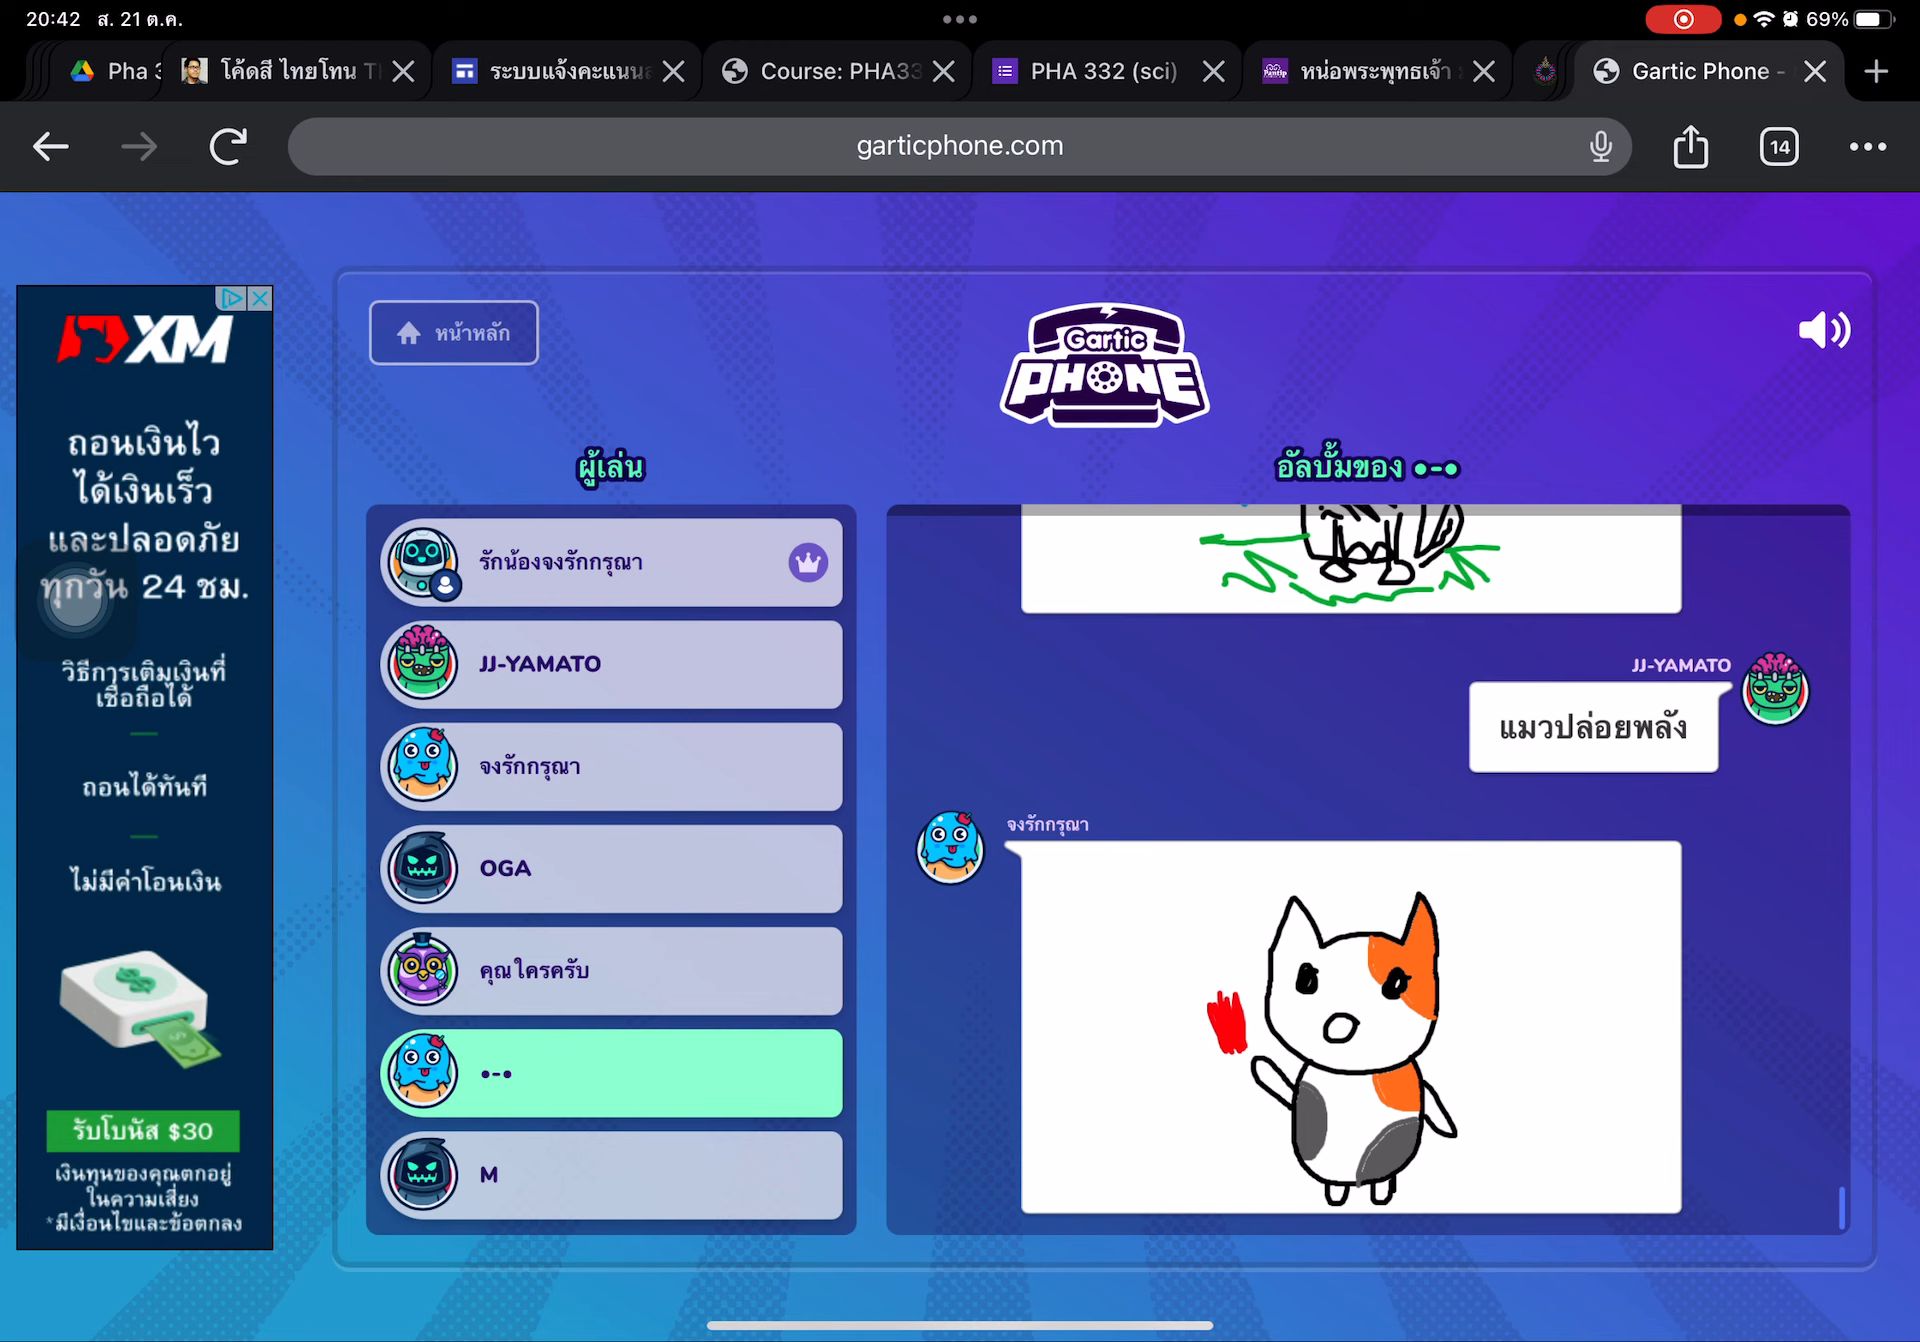 20:42 ส. 21 ต.ค.
69%
Pha 3
โค้ดสี ไทยโทน T
ระบบแจ้งคะแนน
Course: PHA33
PHA 332 (sci)
หน่อพระพุทธเจ้า
Gartic Phone -
garticphone.com
14
XM
ถอนเงินไว
ได้เงินเร็ว
และปลอดภัย
ทุกวัน 24 ชม.
วิธีการเติมเงินที่
เชื่อถือได้
ถอนได้ทันที
ไม่มีค่าโอนเงิน
รับโบนัส $30
เงินทุนของคุณตกอยู่
ในความเสี่ยง
*มีเงื่อนไขและข้อตกลง
หน้าหลัก
Gartic
PHONE
ผู้เล่น
รักน้องจงรักกรุณา
JJ-YAMATO
จงรักกรุณา
OGA
คุณใครครับ
•-•
M
อัลบั้มของ •-•
JJ-YAMATO
แมวปล่อยพลัง
จงรักกรุณา